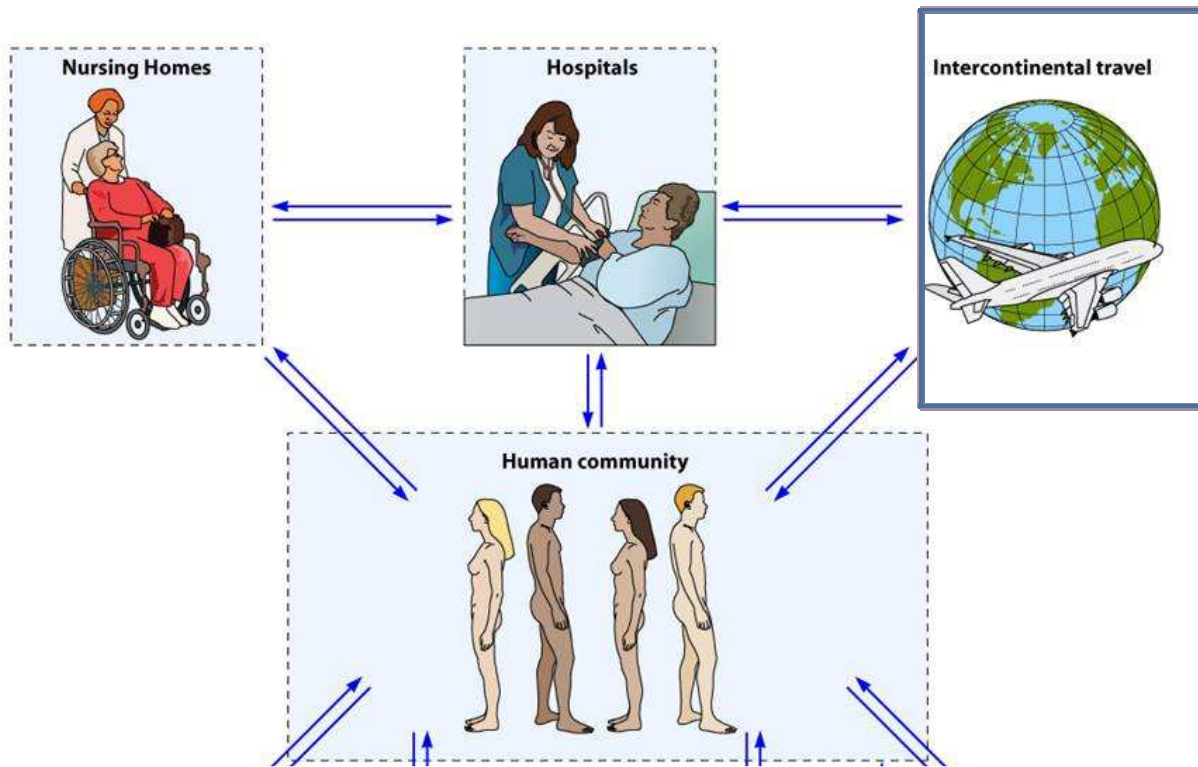 Nursing Homes
Hospitals
Intercontinental travel
Human community